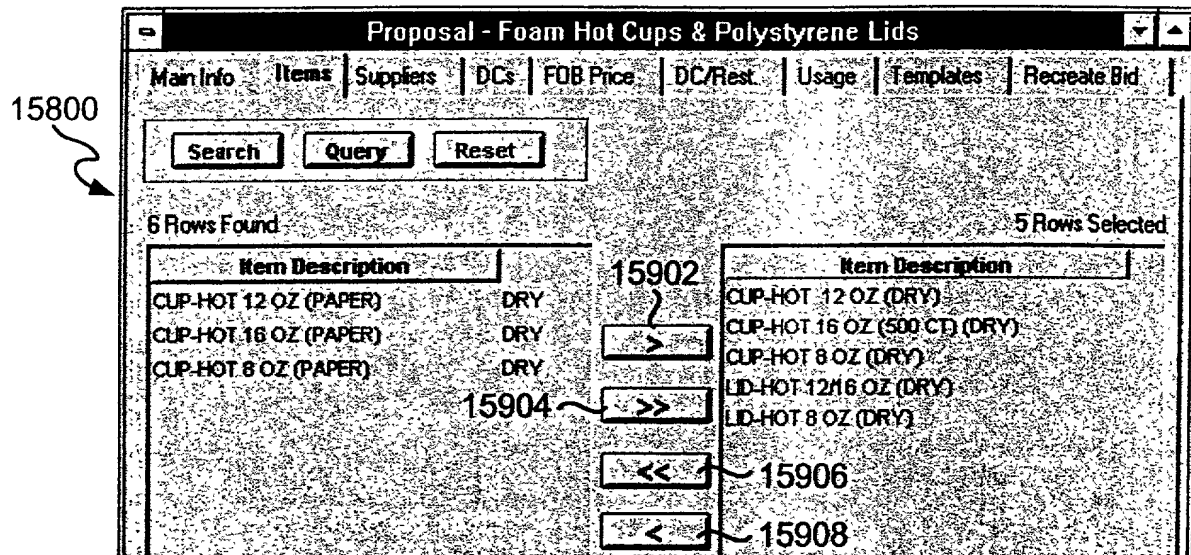 Proposal - Foam Hot Cups & Polystyrene Lids
Main Info Items Suppliers DCs FOB Price DC/Rest. Usage Templates Recreate Bid
15800
Search Query Reset
6 Rows Found 5 Rows Selected
Item Description 15902 Item Description
CUP-HOT 12 OZ (PAPER) DRY CUP-HOT 12 OZ (DRY)
CUP-HOT 16 OZ (PAPER) DRY > CUP-HOT 16 OZ (500 CT) (DRY)
CUP-HOT 8 OZ (PAPER) DRY CUP-HOT 8 OZ (DRY)
LID-HOT 12/16 OZ (DRY)
15904 >> LID-HOT 8 OZ (DRY)
<< 15906
< 15908